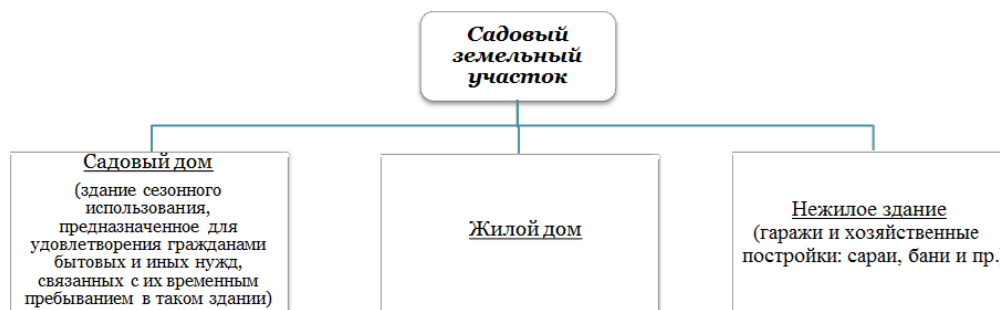 Садовый
земельный
участок
Садовый дом
(здание сезонного
использования,
предназначенное для
удовлетворения гражданами
бытовых и иных нужд,
связанных с их временным
пребыванием в таком здании)
Жилой дом
Нежилое здание
(гаражи и хозяйственные
постройки: сараи, бани и пр.)